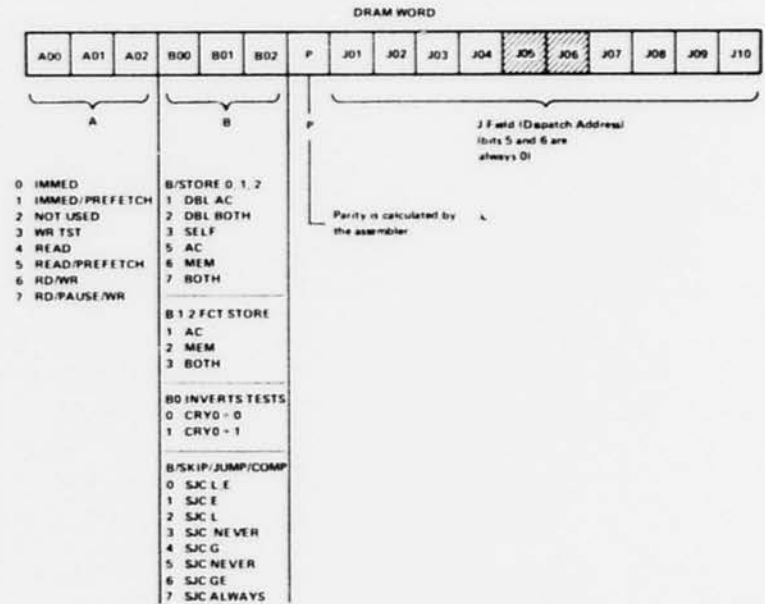 DRAM WORD
A00 A01 A02 B00 B01 B02 P J01 J02 J03 J04 J05 J06 J07 J08 J09 J10
A
B
P
J Field (Dispatch Address)
(bits 5 and 6 are
always 0)
Parity is calculated by
the assembler
0 IMMED
1 IMMED/PREFETCH
2 NOT USED
3 WR TST
4 READ
5 READ/PREFETCH
6 RD/WR
7 RD/PAUSE/WR
B/STORE 0, 1, 2
1 DBL AC
2 DBL BOTH
3 SELF
5 AC
6 MEM
7 BOTH
B 1 2 FCT STORE
1 AC
2 MEM
3 BOTH
B0 INVERTS TESTS
0 CRY0 = 0
1 CRY0 = 1
B/SKIP/JUMP/COMP
0 SJC L,E
1 SJC E
2 SJC L
3 SJC NEVER
4 SJC G
5 SJC NEVER
6 SJC GE
7 SJC ALWAYS